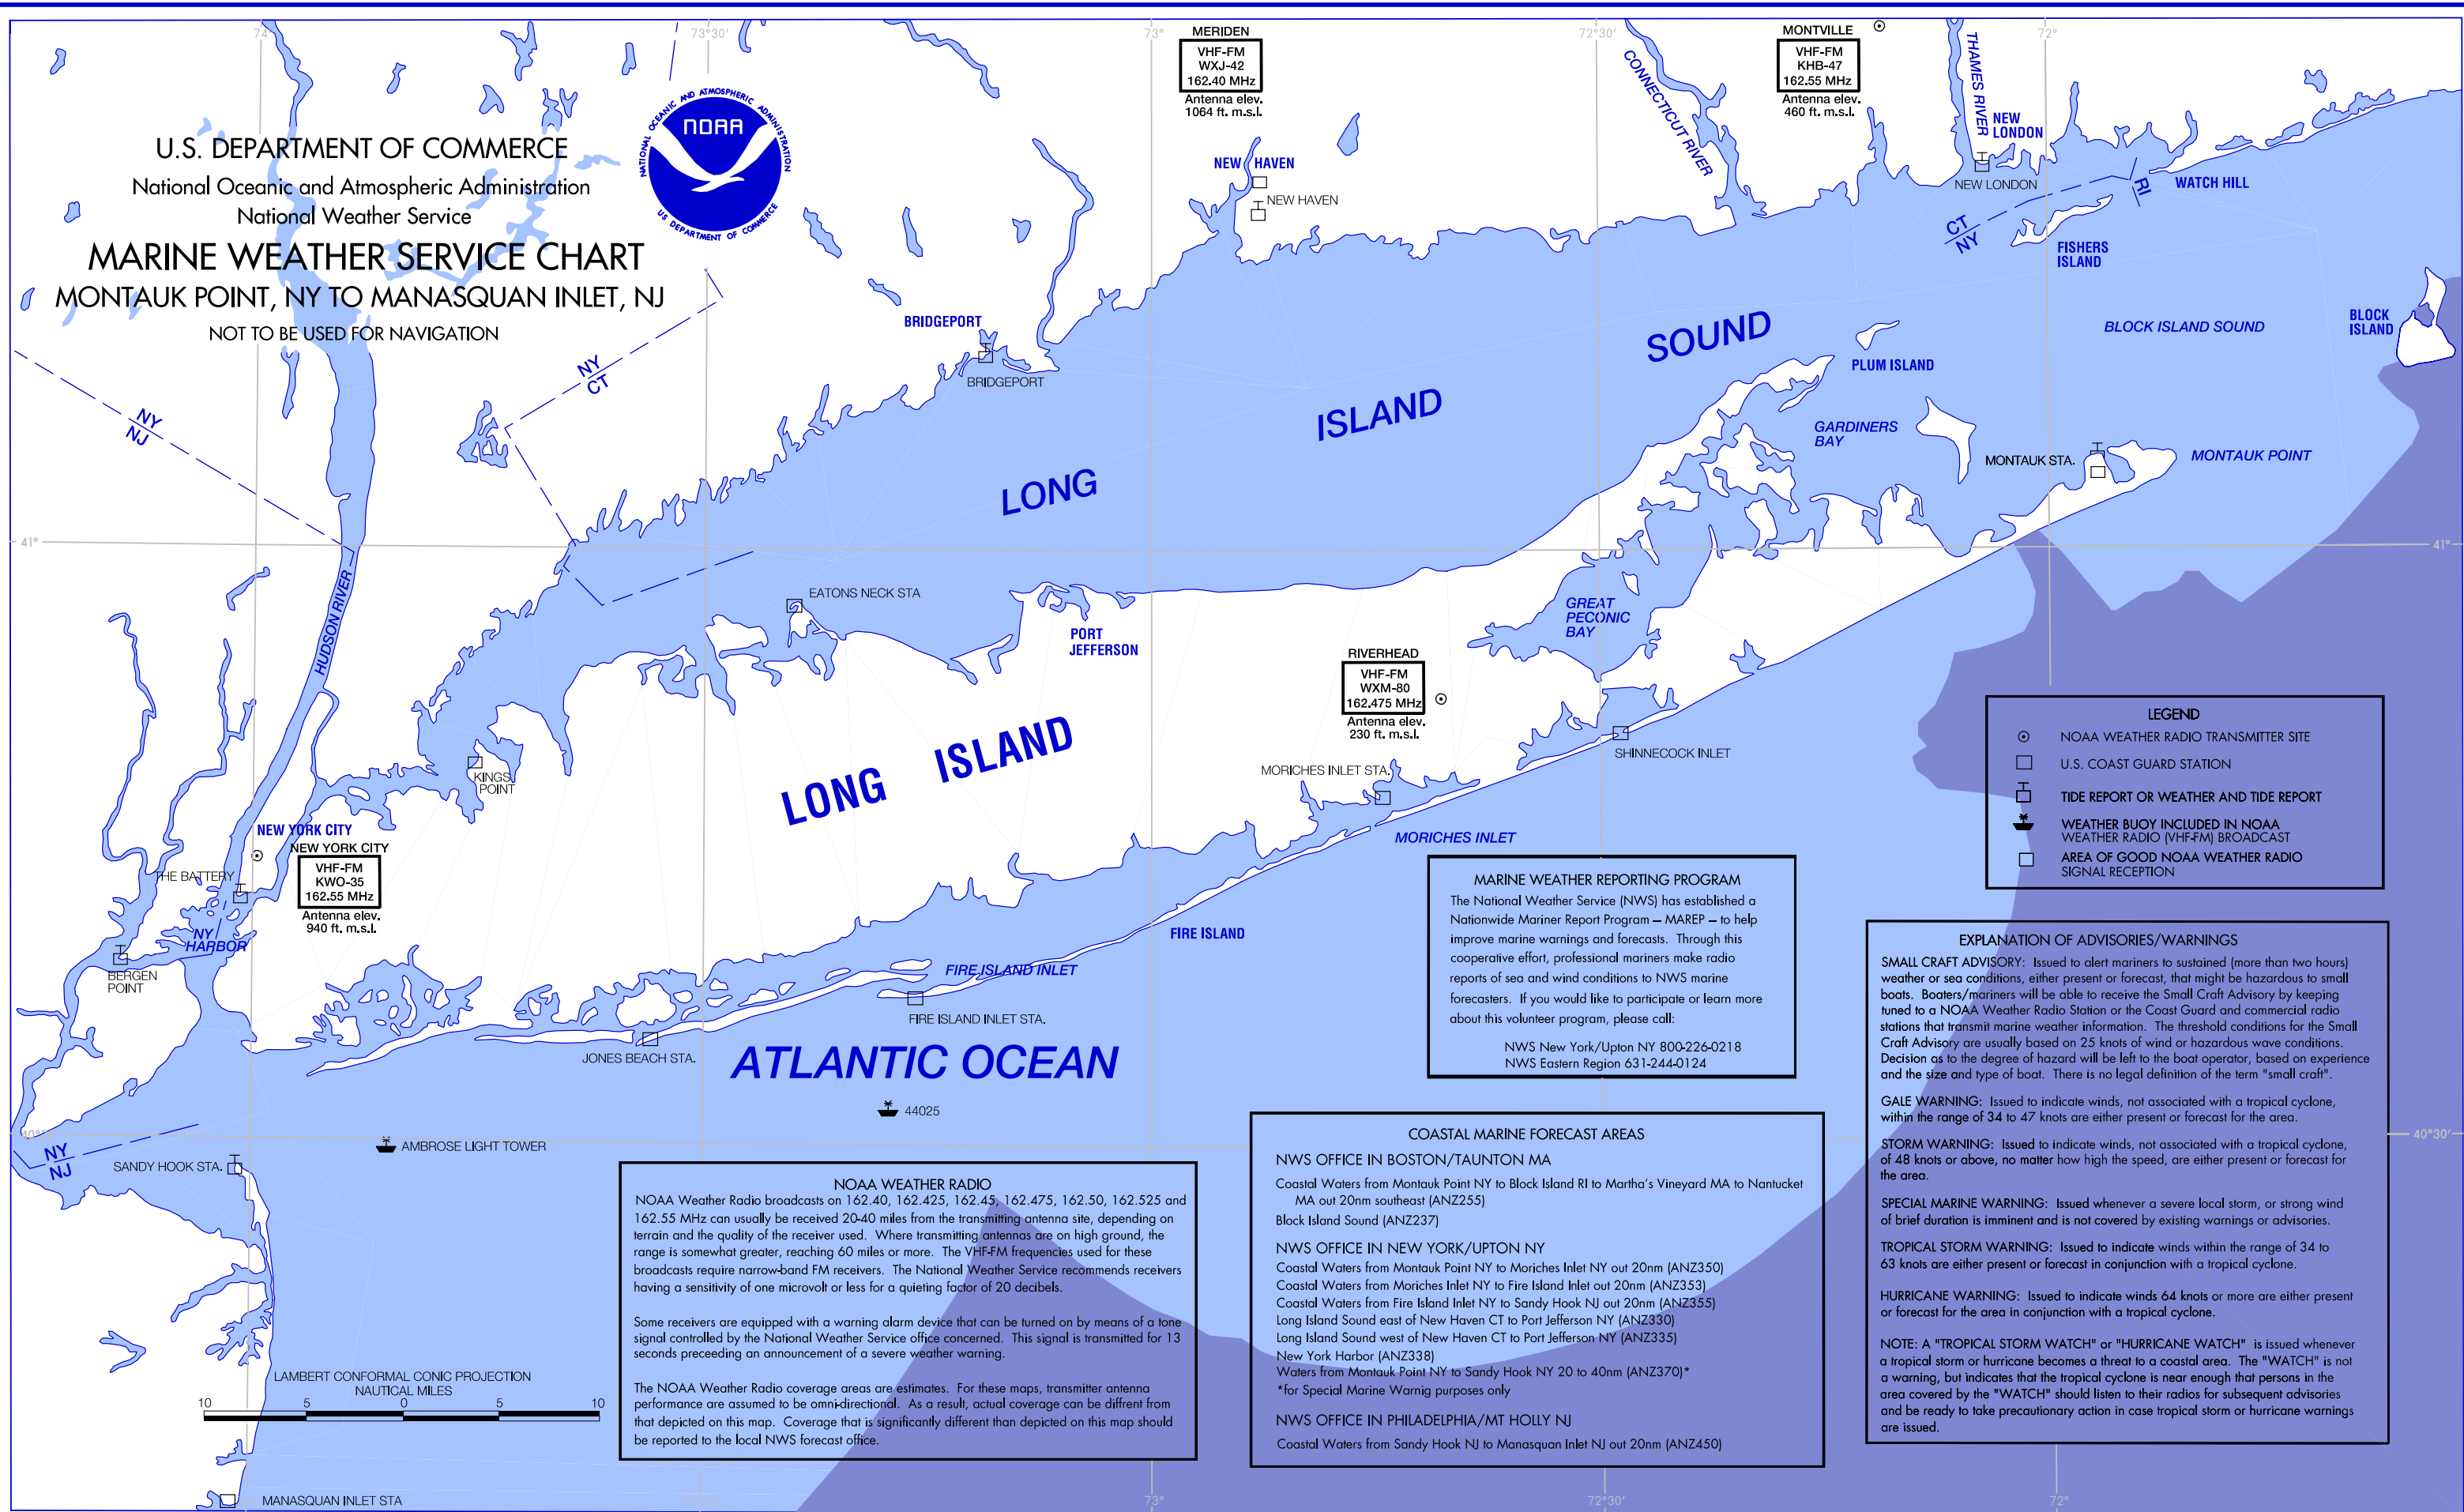 74°
73°30′
73°
72°30′
72°
U.S. DEPARTMENT OF COMMERCE
National Oceanic and Atmospheric Administration
National Weather Service
MARINE WEATHER SERVICE CHART
MONTAUK POINT, NY TO MANASQUAN INLET, NJ
NOT TO BE USED FOR NAVIGATION
NATIONAL OCEANIC AND ATMOSPHERIC ADMINISTRATION
NOAA
US DEPARTMENT OF COMMERCE
MERIDEN
VHF-FM
WXJ-42
162.40 MHz
Antenna elev.
1064 ft. m.s.l.
MONTVILLE
VHF-FM
KHB-47
162.55 MHz
Antenna elev.
460 ft. m.s.l.
CONNECTICUT RIVER
THAMES RIVER
NEW
LONDON
NEW LONDON
NEW HAVEN
NEW HAVEN
RI
WATCH HILL
CT
NY
FISHERS
ISLAND
BLOCK ISLAND SOUND
BLOCK
ISLAND
BRIDGEPORT
BRIDGEPORT
NY
CT
NY
NJ
LONG
ISLAND
SOUND
PLUM ISLAND
GARDINERS
BAY
MONTAUK STA.
MONTAUK POINT
41°
41°
HUDSON RIVER
EATONS NECK STA
PORT
JEFFERSON
GREAT
PECONIC
BAY
RIVERHEAD
VHF-FM
WXM-80
162.475 MHz
Antenna elev.
230 ft. m.s.l.
SHINNECOCK INLET
MORICHES INLET STA.
MORICHES INLET
LONG ISLAND
KINGS
POINT
NEW YORK CITY
NEW YORK CITY
VHF-FM
KWO-35
162.55 MHz
Antenna elev.
940 ft. m.s.l.
THE BATTERY
NY
HARBOR
BERGEN
POINT
FIRE ISLAND
FIRE ISLAND INLET
FIRE ISLAND INLET STA.
JONES BEACH STA.
ATLANTIC OCEAN
44025
AMBROSE LIGHT TOWER
NY
NJ
SANDY HOOK STA.
40°30′
LEGEND
NOAA WEATHER RADIO TRANSMITTER SITE
U.S. COAST GUARD STATION
TIDE REPORT OR WEATHER AND TIDE REPORT
WEATHER BUOY INCLUDED IN NOAA
WEATHER RADIO (VHF-FM) BROADCAST
AREA OF GOOD NOAA WEATHER RADIO
SIGNAL RECEPTION
MARINE WEATHER REPORTING PROGRAM
The National Weather Service (NWS) has established a
Nationwide Mariner Report Program – MAREP – to help
improve marine warnings and forecasts. Through this
cooperative effort, professional mariners make radio
reports of sea and wind conditions to NWS marine
forecasters. If you would like to participate or learn more
about this volunteer program, please call:
NWS New York/Upton NY 800-226-0218
NWS Eastern Region 631-244-0124
EXPLANATION OF ADVISORIES/WARNINGS
SMALL CRAFT ADVISORY: Issued to alert mariners to sustained (more than two hours)
weather or sea conditions, either present or forecast, that might be hazardous to small
boats. Boaters/mariners will be able to receive the Small Craft Advisory by keeping
tuned to a NOAA Weather Radio Station or the Coast Guard and commercial radio
stations that transmit marine weather information. The threshold conditions for the Small
Craft Advisory are usually based on 25 knots of wind or hazardous wave conditions.
Decision as to the degree of hazard will be left to the boat operator, based on experience
and the size and type of boat. There is no legal definition of the term "small craft".
GALE WARNING: Issued to indicate winds, not associated with a tropical cyclone,
within the range of 34 to 47 knots are either present or forecast for the area.
STORM WARNING: Issued to indicate winds, not associated with a tropical cyclone,
of 48 knots or above, no matter how high the speed, are either present or forecast for
the area.
SPECIAL MARINE WARNING: Issued whenever a severe local storm, or strong wind
of brief duration is imminent and is not covered by existing warnings or advisories.
TROPICAL STORM WARNING: Issued to indicate winds within the range of 34 to
63 knots are either present or forecast in conjunction with a tropical cyclone.
HURRICANE WARNING: Issued to indicate winds 64 knots or more are either present
or forecast for the area in conjunction with a tropical cyclone.
NOTE: A "TROPICAL STORM WATCH" or "HURRICANE WATCH" is issued whenever
a tropical storm or hurricane becomes a threat to a coastal area. The "WATCH" is not
a warning, but indicates that the tropical cyclone is near enough that persons in the
area covered by the "WATCH" should listen to their radios for subsequent advisories
and be ready to take precautionary action in case tropical storm or hurricane warnings
are issued.
COASTAL MARINE FORECAST AREAS
NWS OFFICE IN BOSTON/TAUNTON MA
Coastal Waters from Montauk Point NY to Block Island RI to Martha's Vineyard MA to Nantucket
MA out 20nm southeast (ANZ255)
Block Island Sound (ANZ237)
NWS OFFICE IN NEW YORK/UPTON NY
Coastal Waters from Montauk Point NY to Moriches Inlet NY out 20nm (ANZ350)
Coastal Waters from Moriches Inlet NY to Fire Island Inlet out 20nm (ANZ353)
Coastal Waters from Fire Island Inlet NY to Sandy Hook NJ out 20nm (ANZ355)
Long Island Sound east of New Haven CT to Port Jefferson NY (ANZ330)
Long Island Sound west of New Haven CT to Port Jefferson NY (ANZ335)
New York Harbor (ANZ338)
Waters from Montauk Point NY to Sandy Hook NY 20 to 40nm (ANZ370)*
*for Special Marine Warnig purposes only
NWS OFFICE IN PHILADELPHIA/MT HOLLY NJ
Coastal Waters from Sandy Hook NJ to Manasquan Inlet NJ out 20nm (ANZ450)
NOAA WEATHER RADIO
NOAA Weather Radio broadcasts on 162.40, 162.425, 162.45, 162.475, 162.50, 162.525 and
162.55 MHz can usually be received 20-40 miles from the transmitting antenna site, depending on
terrain and the quality of the receiver used. Where transmitting antennas are on high ground, the
range is somewhat greater, reaching 60 miles or more. The VHF-FM frequencies used for these
broadcasts require narrow-band FM receivers. The National Weather Service recommends receivers
having a sensitivity of one microvolt or less for a quieting factor of 20 decibels.
Some receivers are equipped with a warning alarm device that can be turned on by means of a tone
signal controlled by the National Weather Service office concerned. This signal is transmitted for 13
seconds preceeding an announcement of a severe weather warning.
The NOAA Weather Radio coverage areas are estimates. For these maps, transmitter antenna
performance are assumed to be omni-directional. As a result, actual coverage can be diffrent from
that depicted on this map. Coverage that is significantly different than depicted on this map should
be reported to the local NWS forecast office.
LAMBERT CONFORMAL CONIC PROJECTION
NAUTICAL MILES
10 5 0 5 10
MANASQUAN INLET STA
73°
72°30′
72°